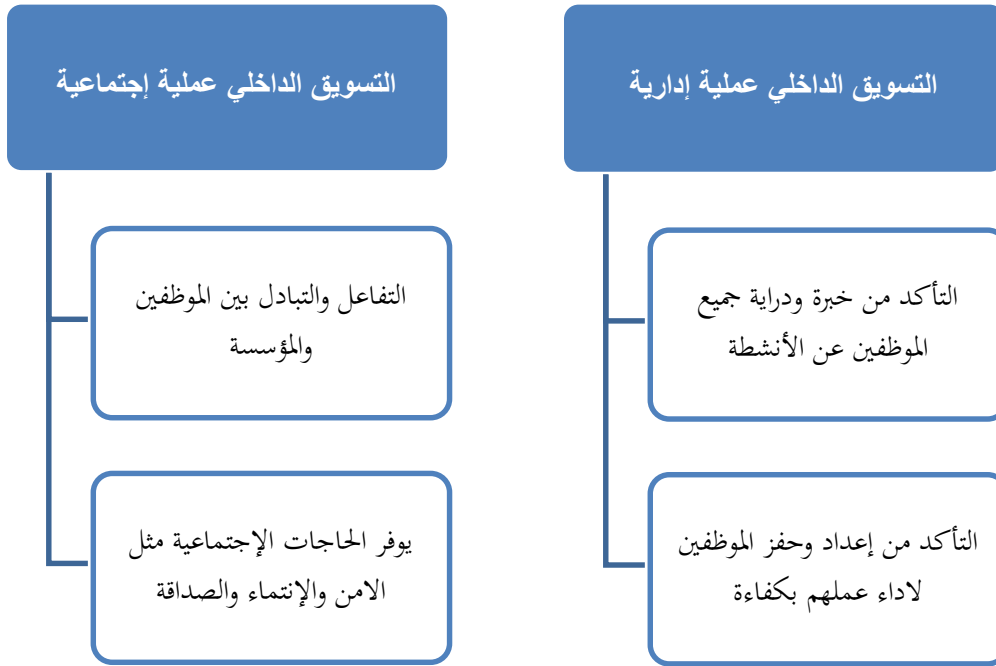 التسويق الداخلي عملية إدارية
التأكد من خبرة ودراية جميع
الموظفين عن الأنشطة
التأكد من إعداد وحفز الموظفين
لاداء عملهم بكفاءة
التسويق الداخلي عملية إجتماعية
التفاعل والتبادل بين الموظفين
والمؤسسة
يوفر الحاجات الإجتماعية مثل
الامن والإنتماء والصداقة